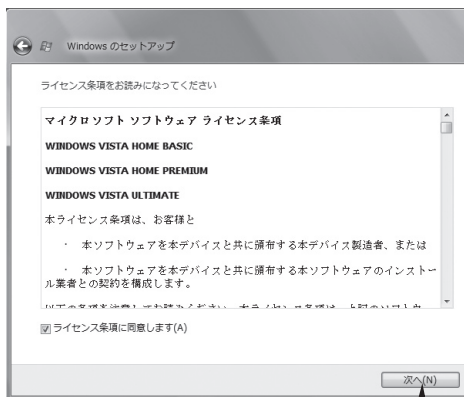 Windows のセットアップ
ライセンス条項をお読みになってください
マイクロソフト ソフトウェア ライセンス条項
WINDOWS VISTA HOME BASIC
WINDOWS VISTA HOME PREMIUM
WINDOWS VISTA ULTIMATE
本ライセンス条項は、お客様と
· 本ソフトウェアを本デバイスと共に頒布する本デバイス製造者、または
· 本ソフトウェアを本デバイスと共に頒布する本ソフトウェアのインストー
ル業者との契約を構成します。
ライセンス条項に同意します(A)
次へ(N)